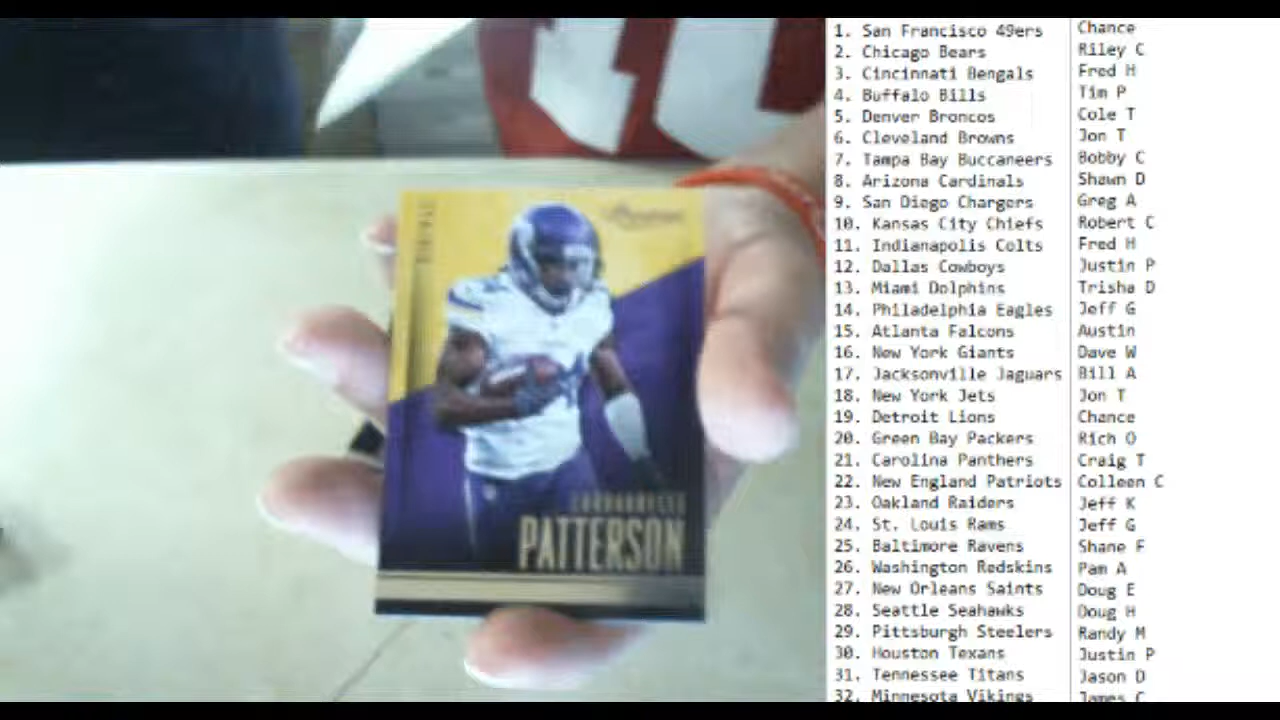 Prestige
CORDARRELLE
PATTERSON
1. San Francisco 49ers Chance
2. Chicago Bears Riley C
3. Cincinnati Bengals Fred H
4. Buffalo Bills Tim P
5. Denver Broncos Cole T
6. Cleveland Browns Jon T
7. Tampa Bay Buccaneers Bobby C
8. Arizona Cardinals Shawn D
9. San Diego Chargers Greg A
10. Kansas City Chiefs Robert C
11. Indianapolis Colts Fred H
12. Dallas Cowboys Justin P
13. Miami Dolphins Trisha D
14. Philadelphia Eagles Jeff G
15. Atlanta Falcons Austin
16. New York Giants Dave W
17. Jacksonville Jaguars Bill A
18. New York Jets Jon T
19. Detroit Lions Chance
20. Green Bay Packers Rich O
21. Carolina Panthers Craig T
22. New England Patriots Colleen C
23. Oakland Raiders Jeff K
24. St. Louis Rams Jeff G
25. Baltimore Ravens Shane F
26. Washington Redskins Pam A
27. New Orleans Saints Doug E
28. Seattle Seahawks Doug H
29. Pittsburgh Steelers Randy M
30. Houston Texans Justin P
31. Tennessee Titans Jason D
32. Minnesota Vikings James C